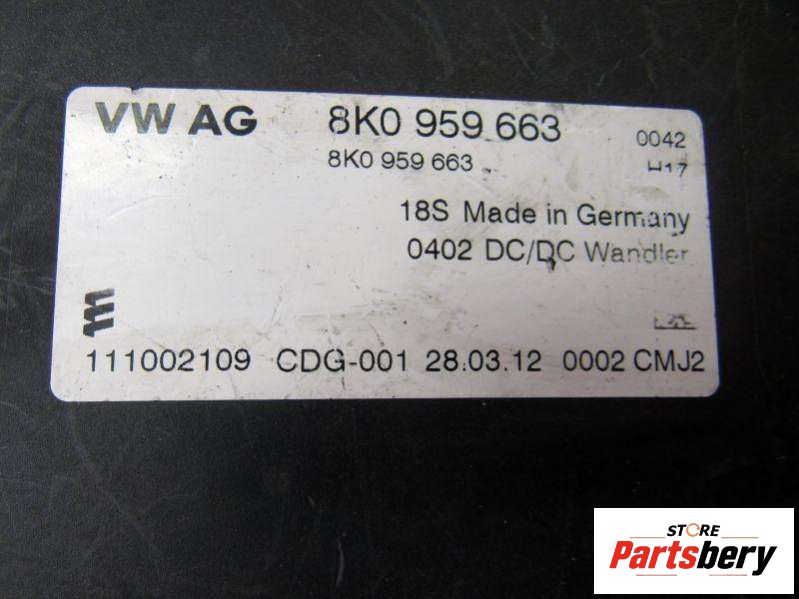 VW AG 8K0 959 663 0042
8K0 959 663 H17
18S Made in Germany
0402 DC/DC Wandler
111002109 CDG-001 28.03.12 0002 CMJ2
STORE
Partsbery